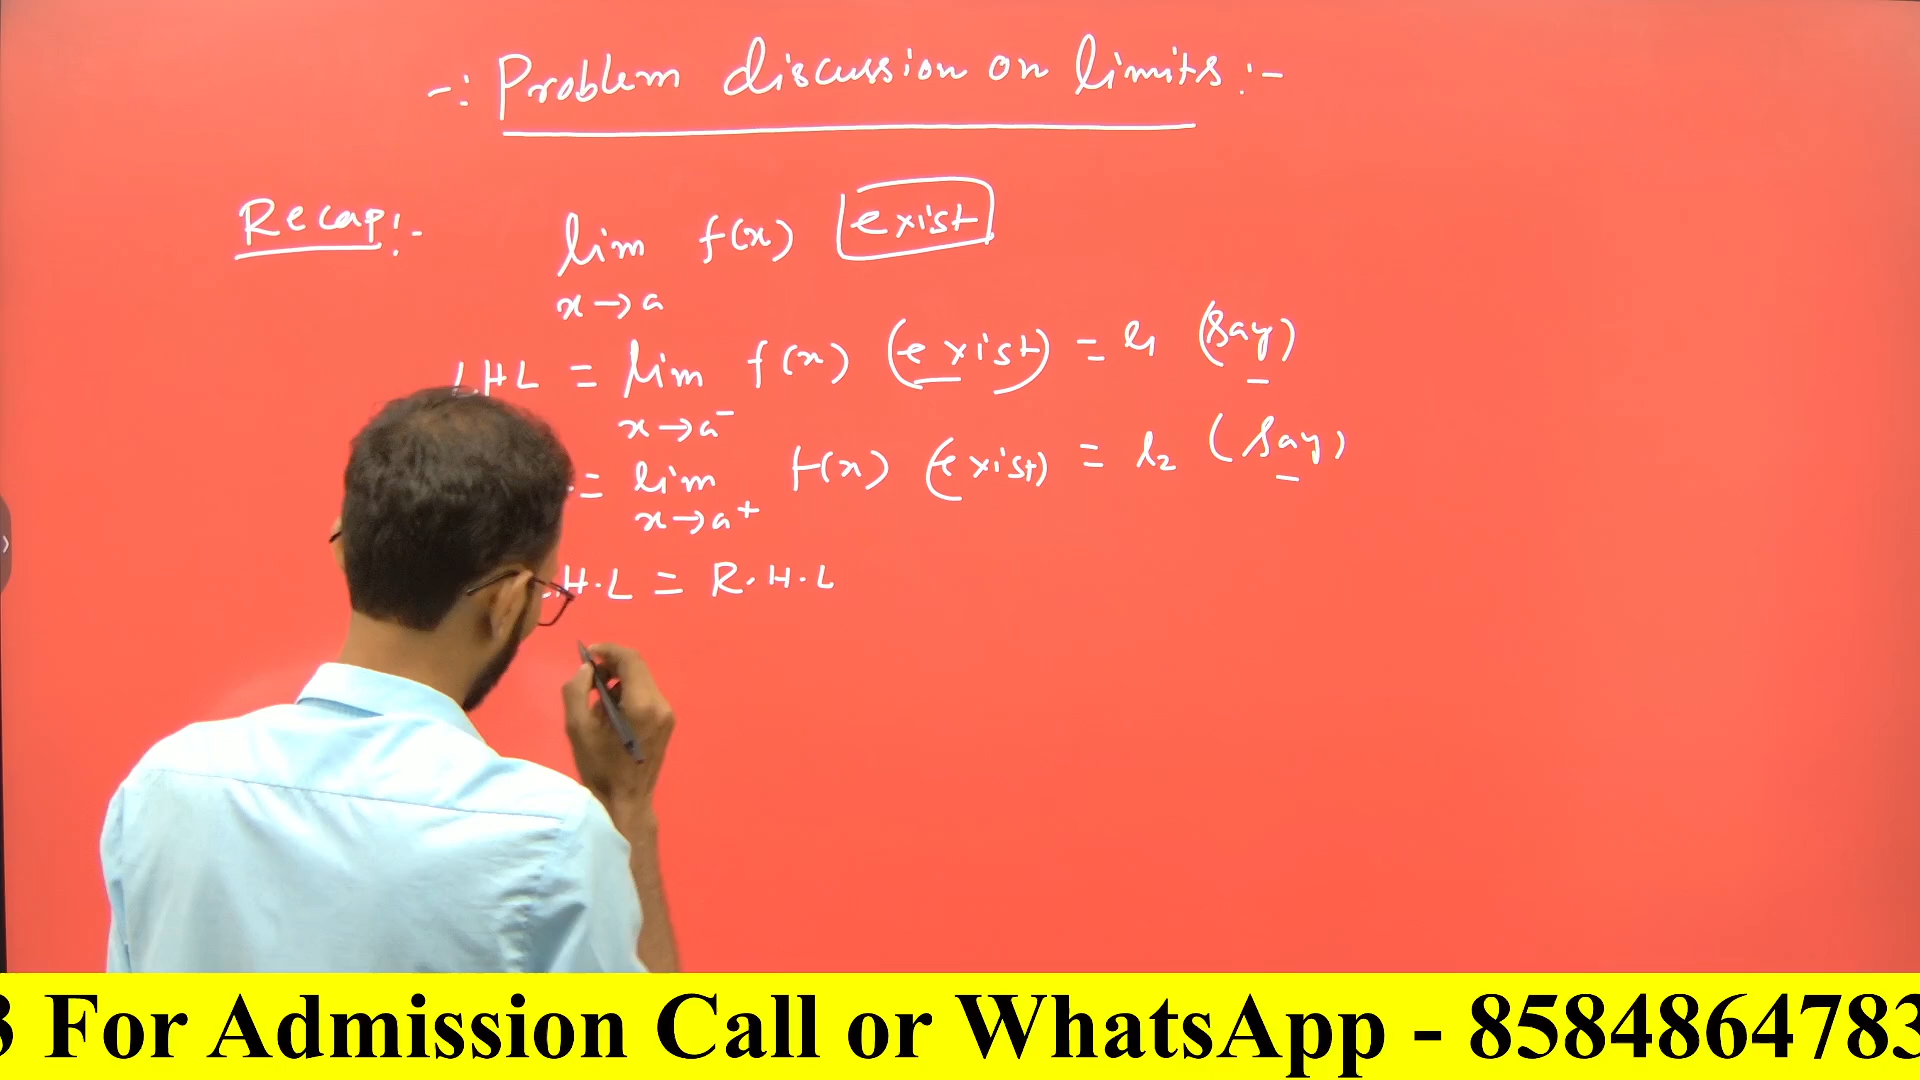 -: Problem discussion on limits :-
Recap:-
lim f(x) exist
x→a
LHL = lim f(x) (exist) = l1 (say)
x→a⁻
= lim f(x) (exist) = l2 (say)
x→a⁺
.H.L = R.H.L
For Admission Call or WhatsApp - 8584864783